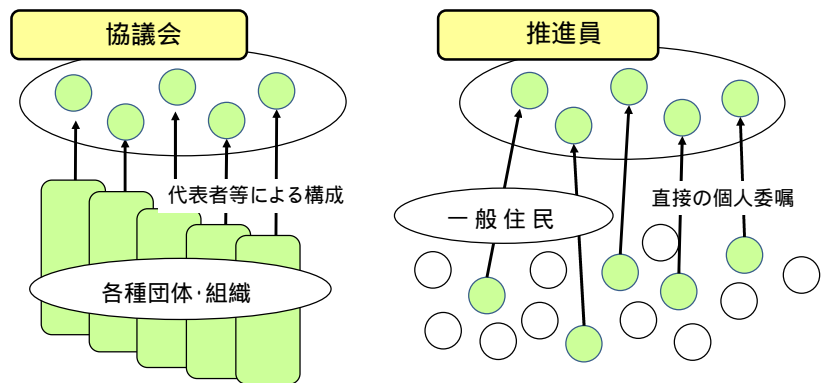 協議会
代表者等による構成
各種団体・組織
推進員
一般住民
直接の個人委嘱